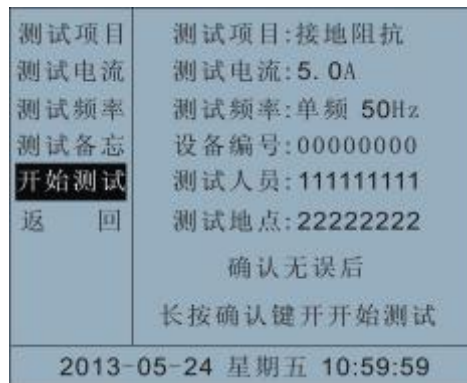 测试项目
测试电流
测试频率
测试备忘
开始测试
返 回
测试项目:接地阻抗
测试电流:5. 0A
测试频率:单频 50Hz
设备编号:00000000
测试人员:111111111
测试地点:22222222
确认无误后
长按确认键开开始测试
2013-05-24 星期五 10:59:59